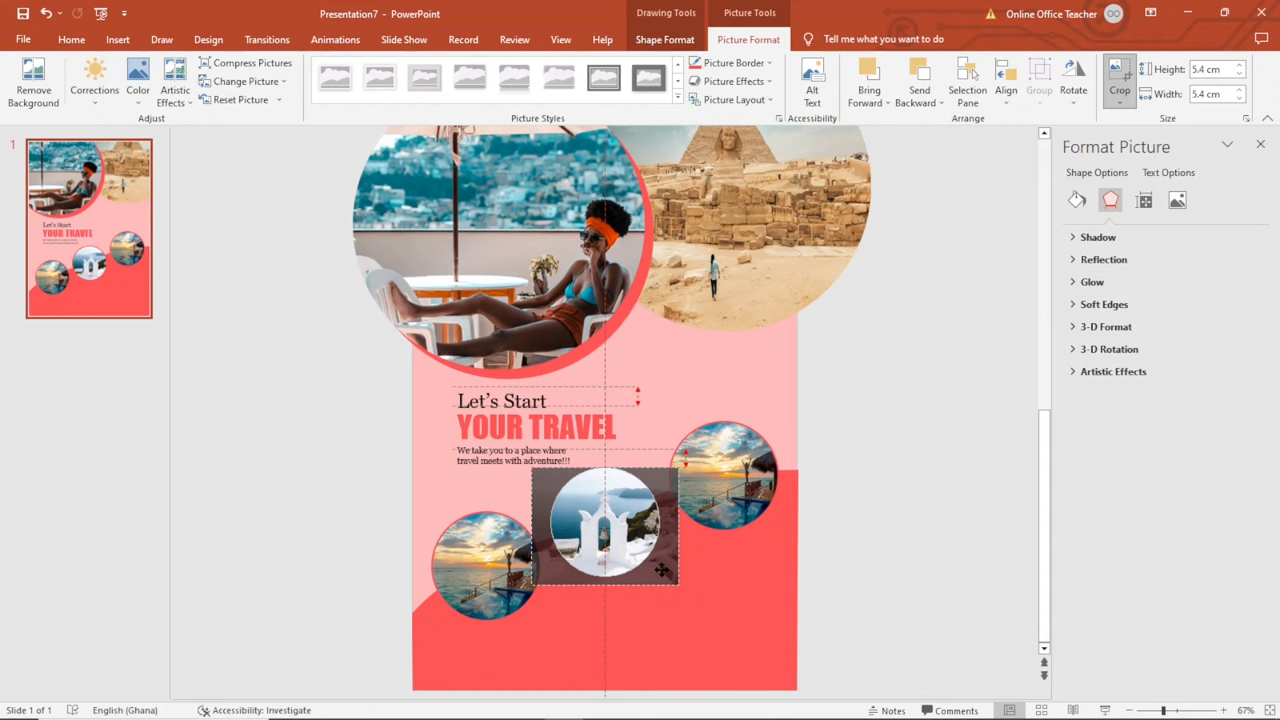 Presentation7 - PowerPoint
Drawing Tools
Picture Tools
Online Office Teacher
File
Home
Insert
Draw
Design
Transitions
Animations
Slide Show
Record
Review
View
Help
Shape Format
Picture Format
Tell me what you want to do
Remove
Background
Corrections
Color
Artistic
Effects
Compress Pictures
Change Picture
Reset Picture
Adjust
Picture Styles
Picture Border
Picture Effects
Picture Layout
Alt
Text
Accessibility
Bring
Forward
Send
Backward
Selection
Pane
Align
Group
Rotate
Arrange
Crop
Height: 5.4 cm
Width: 5.4 cm
Size
1
Let's Start
YOUR TRAVEL
Let's Start
YOUR TRAVEL
We take you to a place where
travel meets with adventure!!!
Format Picture
Shape Options
Text Options
Shadow
Reflection
Glow
Soft Edges
3-D Format
3-D Rotation
Artistic Effects
Slide 1 of 1
English (Ghana)
Accessibility: Investigate
Notes
Comments
67%